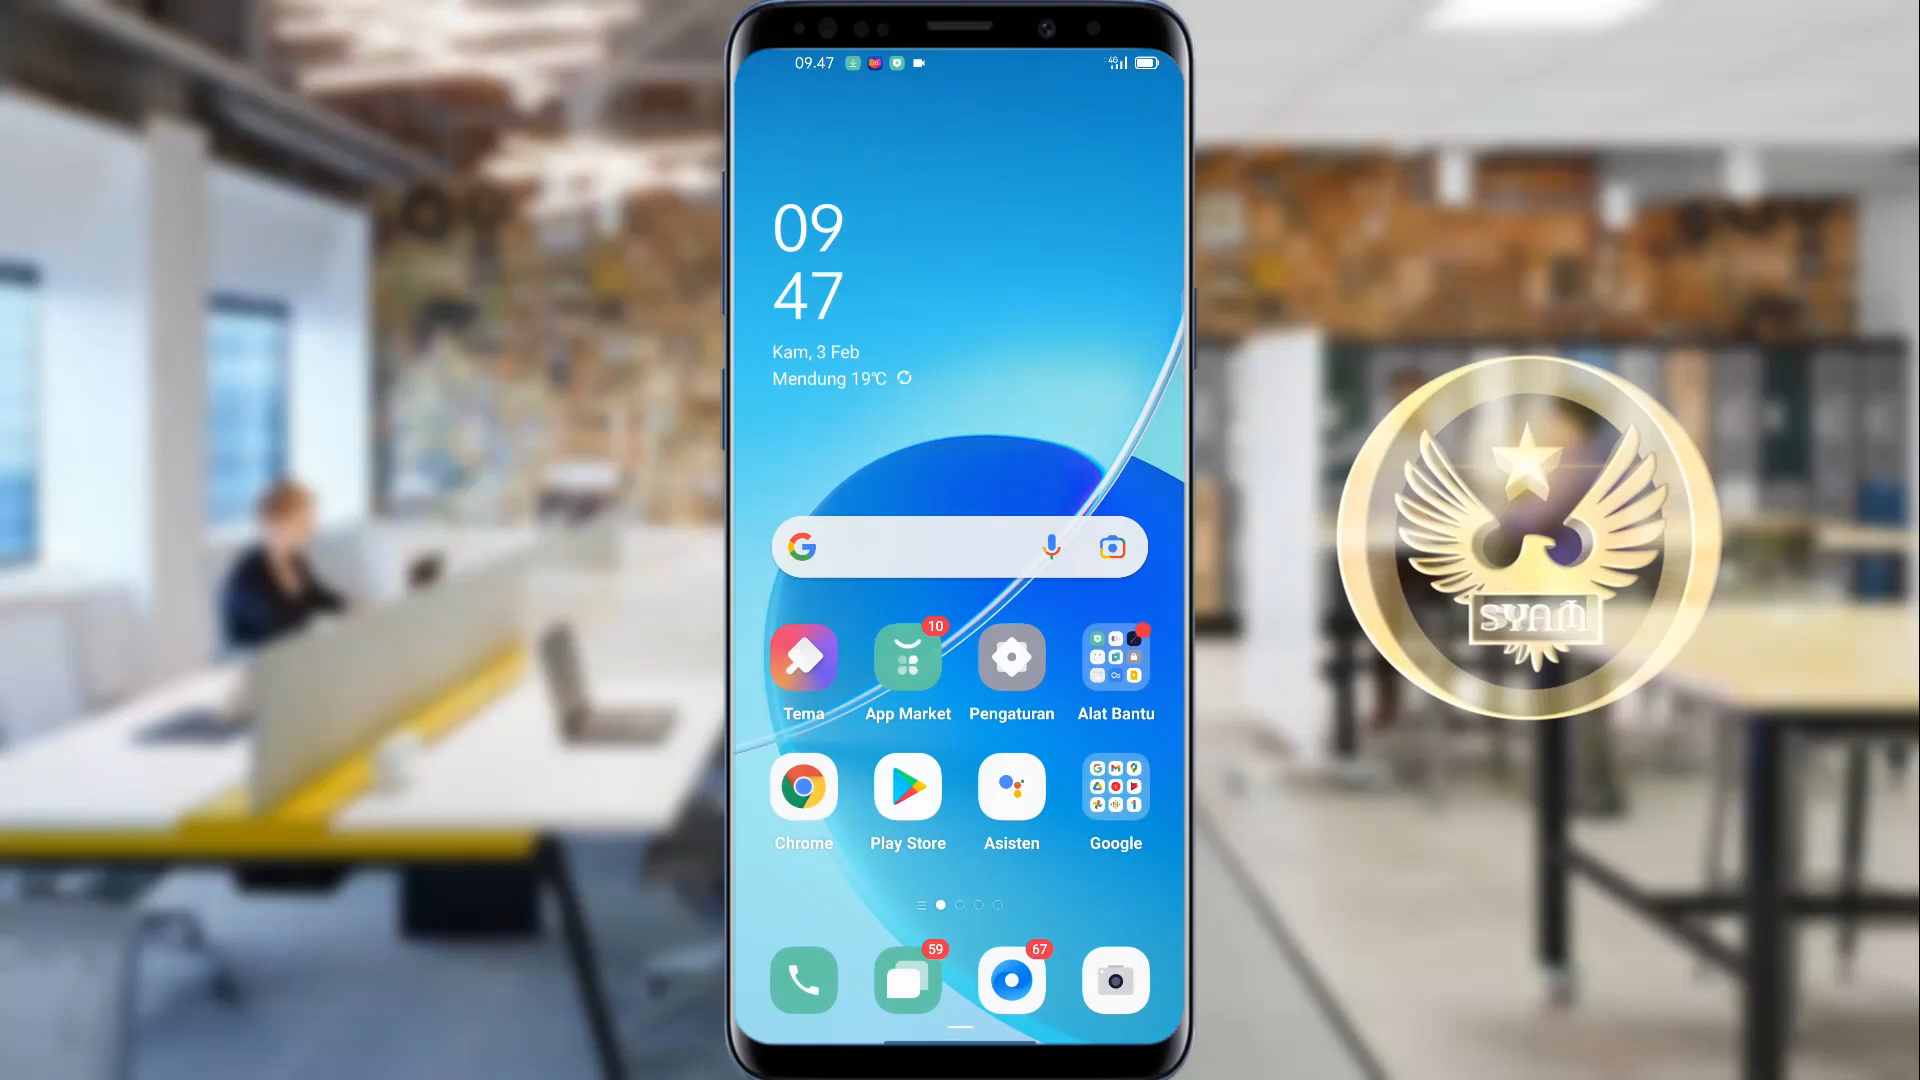 09.47
4G
09
47
Kam, 3 Feb
Mendung 19℃
10
Tema
App Market
Pengaturan
Alat Bantu
Chrome
Play Store
Asisten
Google
59
67
SYAM